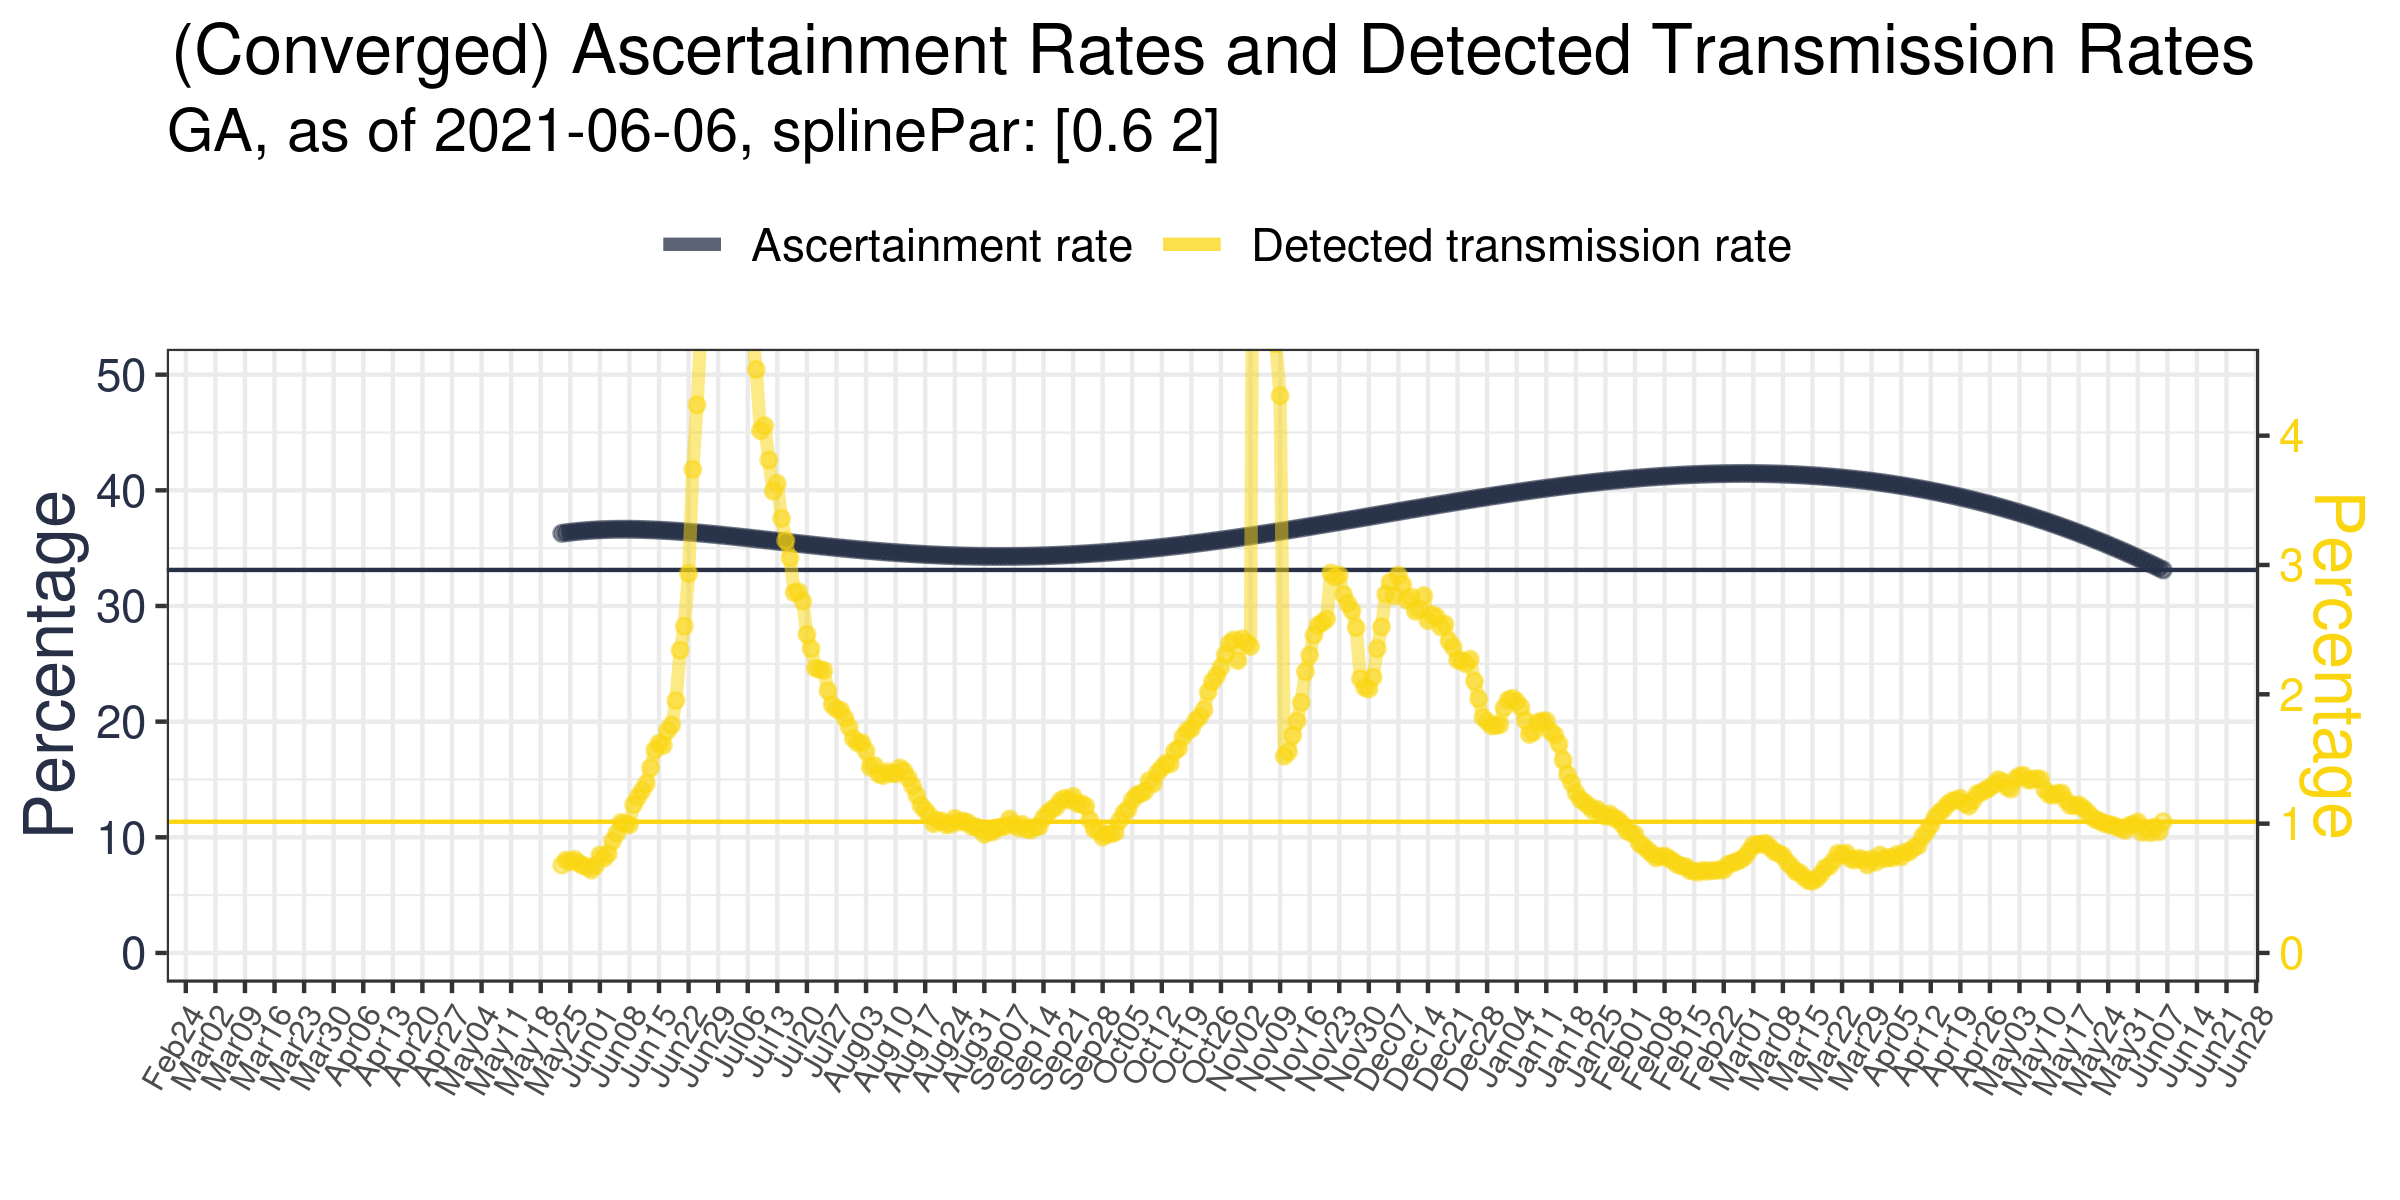 (Converged) Ascertainment Rates and Detected Transmission Rates
GA, as of 2021-06-06, splinePar: [0.6 2]
Ascertainment rate
Detected transmission rate
Percentage
50
40
30
20
10
0
4
3
2
1
0
Percentage
Feb24
Mar02
Mar09
Mar16
Mar23
Mar30
Apr06
Apr13
Apr20
Apr27
May04
May11
May18
May25
Jun01
Jun08
Jun15
Jun22
Jun29
Jul06
Jul13
Jul20
Jul27
Aug03
Aug10
Aug17
Aug24
Aug31
Sep07
Sep14
Sep21
Sep28
Oct05
Oct12
Oct19
Oct26
Nov02
Nov09
Nov16
Nov23
Nov30
Dec07
Dec14
Dec21
Dec28
Jan04
Jan11
Jan18
Jan25
Feb01
Feb08
Feb15
Feb22
Mar01
Mar08
Mar15
Mar22
Mar29
Apr05
Apr12
Apr19
Apr26
May03
May10
May17
May24
May31
Jun07
Jun14
Jun21
Jun28